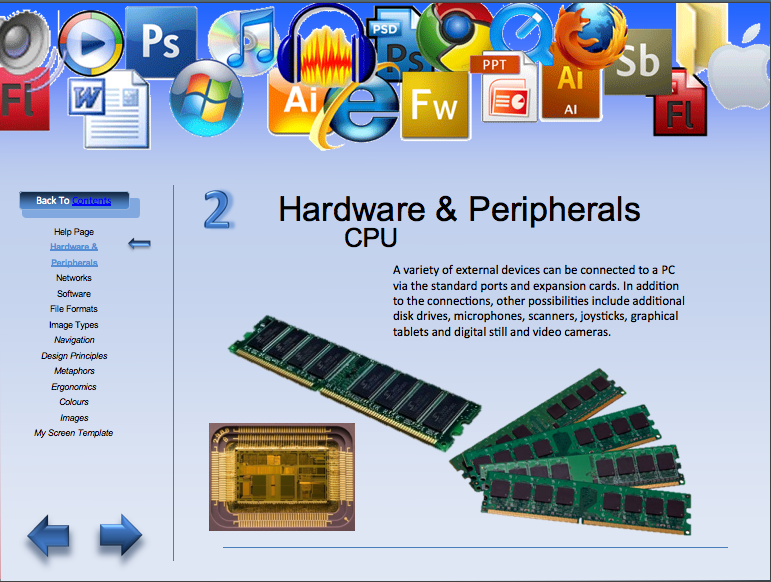 Ps
PSD
Ps
Sb
PPT
Ai
AI
Fl
W
Ai
Fw
Fl
Back To Contents
Help Page
Hardware &
Peripherals
Networks
Software
File Formats
Image Types
Navigation
Design Principles
Metaphors
Ergonomics
Colours
Images
My Screen Template
2
Hardware & Peripherals
CPU
A variety of external devices can be connected to a PC
via the standard ports and expansion cards. In addition
to the connections, other possibilities include additional
disk drives, microphones, scanners, joysticks, graphical
tablets and digital still and video cameras.